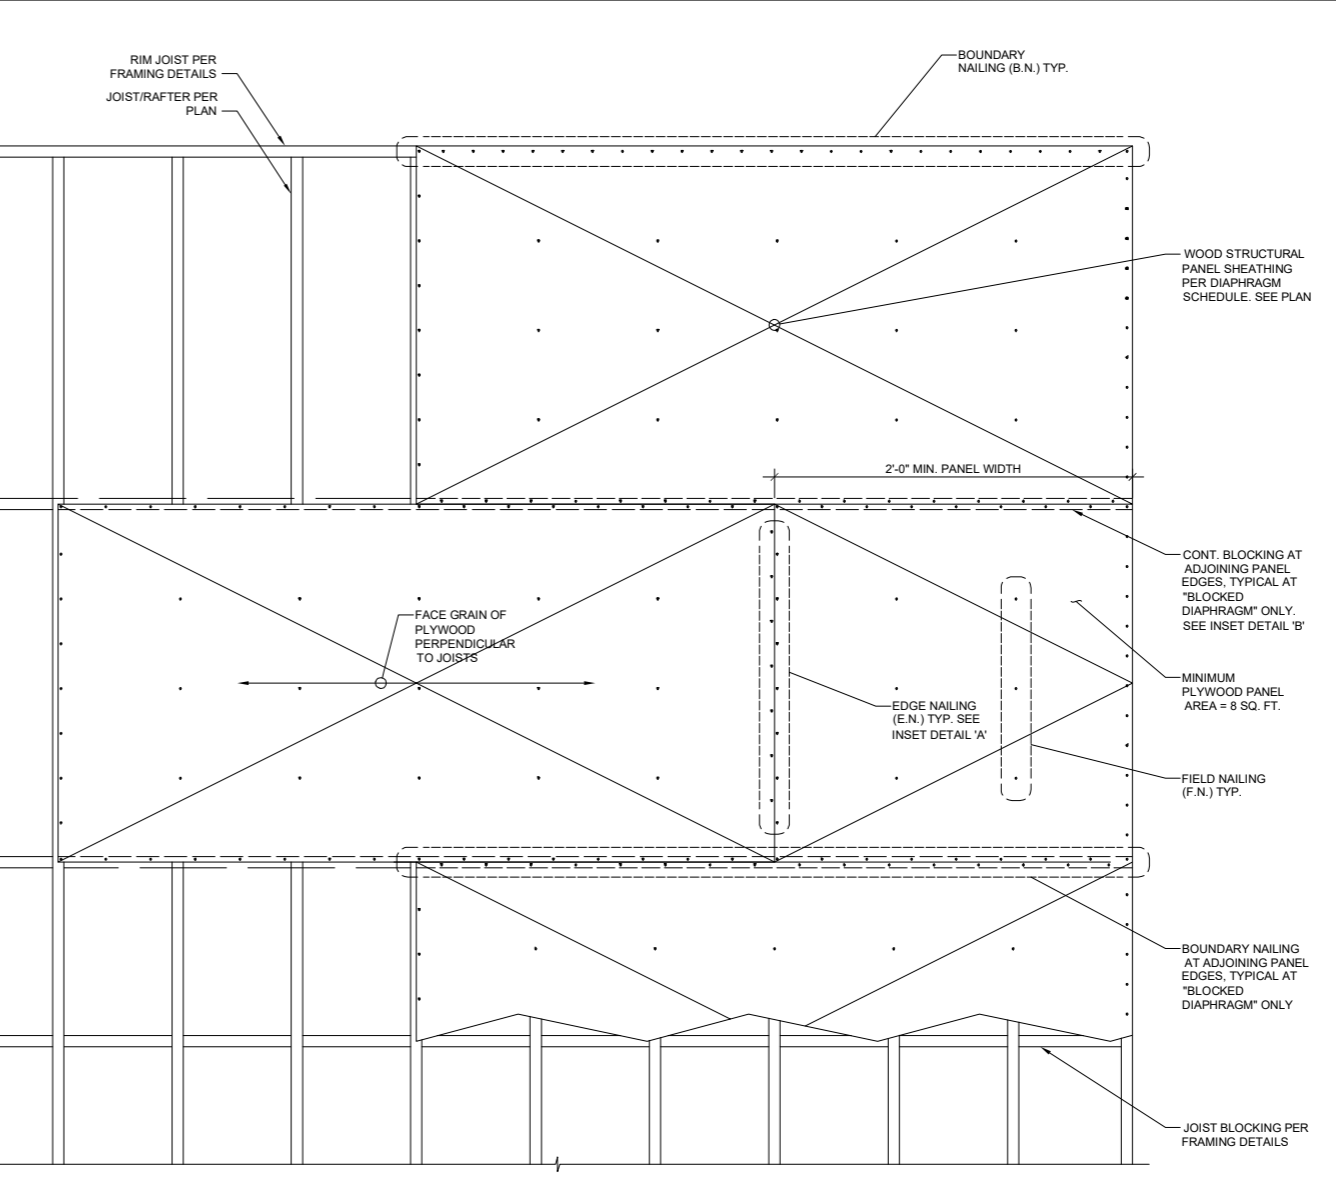 RIM JOIST PER
FRAMING DETAILS
JOIST/RAFTER PER
PLAN
BOUNDARY
NAILING (B.N.) TYP.
WOOD STRUCTURAL
PANEL SHEATHING
PER DIAPHRAGM
SCHEDULE. SEE PLAN
2'-0" MIN. PANEL WIDTH
CONT. BLOCKING AT
ADJOINING PANEL
EDGES, TYPICAL AT
"BLOCKED
DIAPHRAGM" ONLY.
SEE INSET DETAIL 'B'
FACE GRAIN OF
PLYWOOD
PERPENDICULAR
TO JOISTS
EDGE NAILING
(E.N.) TYP. SEE
INSET DETAIL 'A'
MINIMUM
PLYWOOD PANEL
AREA = 8 SQ. FT.
FIELD NAILING
(F.N.) TYP.
BOUNDARY NAILING
AT ADJOINING PANEL
EDGES, TYPICAL AT
"BLOCKED
DIAPHRAGM" ONLY
JOIST BLOCKING PER
FRAMING DETAILS